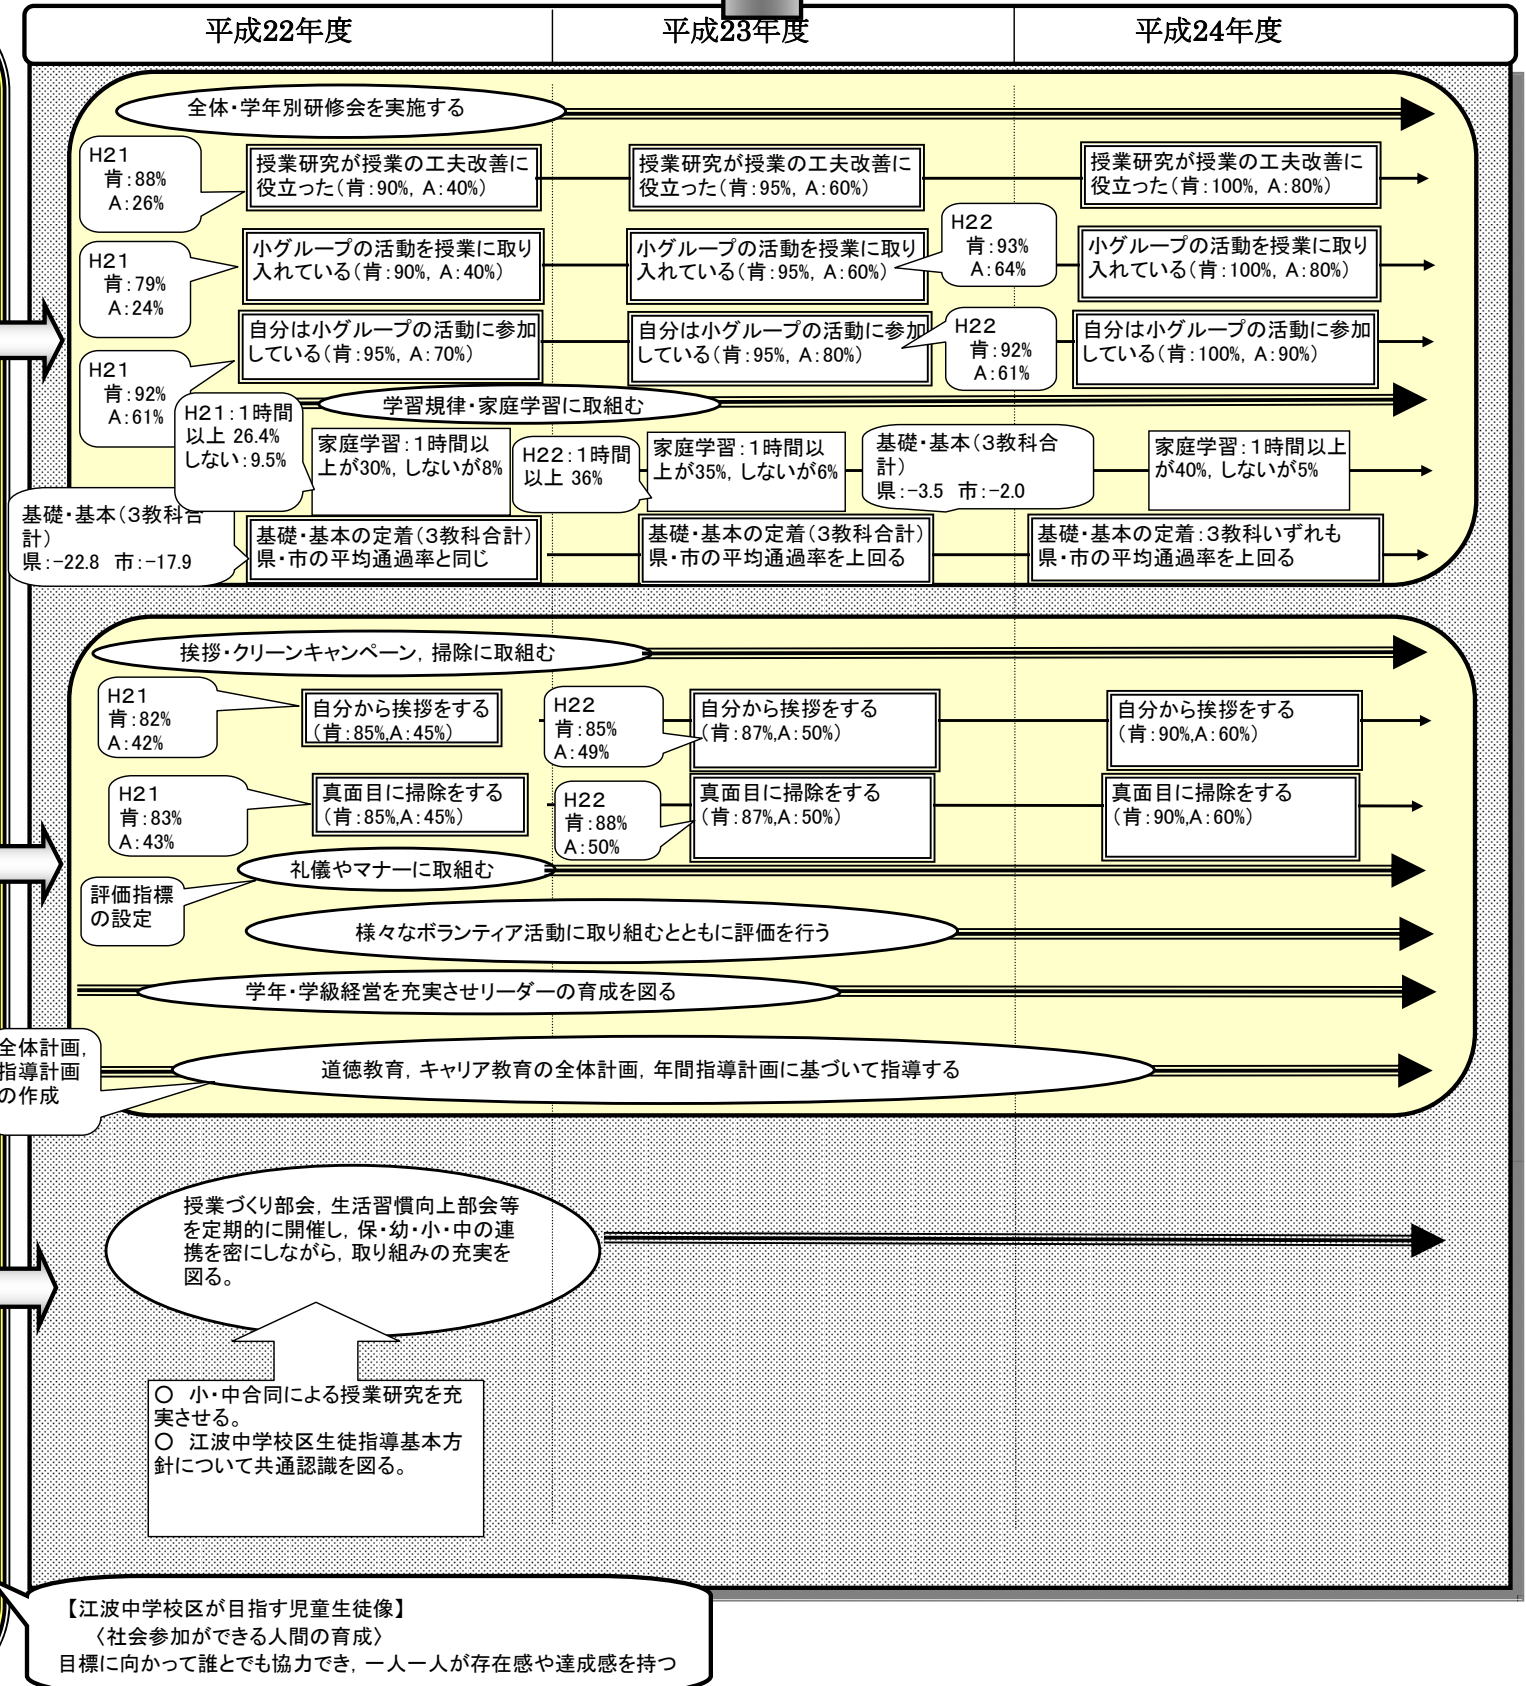 平成22年度
平成23年度
平成24年度
全体・学年別研修会を実施する
H21
肯:88%
A:26%
授業研究が授業の工夫改善に
役立った(肯:90%, A:40%)
授業研究が授業の工夫改善に
役立った(肯:95%, A:60%)
授業研究が授業の工夫改善に
役立った(肯:100%, A:80%)
H21
肯:79%
A:24%
小グループの活動を授業に取り
入れている(肯:90%, A:40%)
小グループの活動を授業に取り
入れている(肯:95%, A:60%)
H22
肯:93%
A:64%
小グループの活動を授業に取り
入れている(肯:100%, A:80%)
H21
肯:92%
A:61%
自分は小グループの活動に参加
している(肯:95%, A:70%)
自分は小グループの活動に参加
している(肯:95%, A:80%)
H22
肯:92%
A:61%
自分は小グループの活動に参加
している(肯:100%, A:90%)
学習規律・家庭学習に取組む
H21:1時間
以上 26.4%
しない:9.5%
家庭学習:1時間以
上が30%, しないが8%
H22:1時間
以上 36%
家庭学習:1時間以
上が35%, しないが6%
基礎・基本(3教科合
計)
県:-3.5 市:-2.0
家庭学習:1時間以上
が40%, しないが5%
基礎・基本(3教科合
計)
県:-22.8 市:-17.9
基礎・基本の定着(3教科合計)
県・市の平均通過率と同じ
基礎・基本の定着(3教科合計)
県・市の平均通過率を上回る
基礎・基本の定着:3教科いずれも
県・市の平均通過率を上回る
挨拶・クリーンキャンペーン, 掃除に取組む
H21
肯:82%
A:42%
自分から挨拶をする
(肯:85%,A:45%)
H22
肯:85%
A:49%
自分から挨拶をする
(肯:87%,A:50%)
自分から挨拶をする
(肯:90%,A:60%)
H21
肯:83%
A:43%
真面目に掃除をする
(肯:85%,A:45%)
H22
肯:88%
A:50%
真面目に掃除をする
(肯:87%,A:50%)
真面目に掃除をする
(肯:90%,A:60%)
礼儀やマナーに取組む
評価指標
の設定
様々なボランティア活動に取り組むとともに評価を行う
学年・学級経営を充実させリーダーの育成を図る
全体計画,
指導計画
の作成
道徳教育, キャリア教育の全体計画, 年間指導計画に基づいて指導する
授業づくり部会, 生活習慣向上部会等
を定期的に開催し, 保・幼・小・中の連
携を密にしながら, 取り組みの充実を
図る。
○ 小・中合同による授業研究を充
実させる。
○ 江波中学校区生徒指導基本方
針について共通認識を図る。
【江波中学校区が目指す児童生徒像】
〈社会参加ができる人間の育成〉
目標に向かって誰とでも協力でき, 一人一人が存在感や達成感を持つ